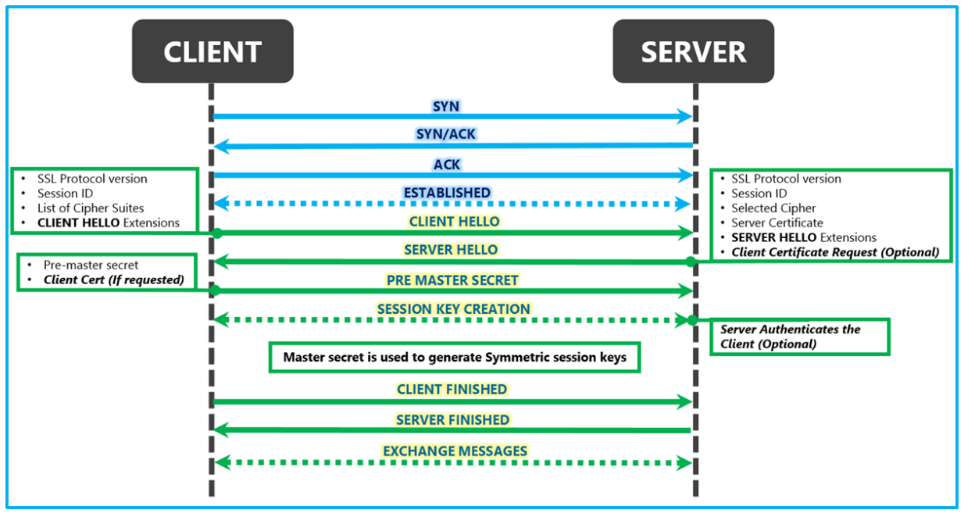 CLIENT
SERVER
SYN
SYN/ACK
ACK
ESTABLISHED
• SSL Protocol version
• Session ID
• List of Cipher Suites
• CLIENT HELLO Extensions
• SSL Protocol version
• Session ID
• Selected Cipher
• Server Certificate
• SERVER HELLO Extensions
• Client Certificate Request (Optional)
CLIENT HELLO
SERVER HELLO
• Pre-master secret
• Client Cert (If requested)
PRE MASTER SECRET
SESSION KEY CREATION
Server Authenticates the
Client (Optional)
Master secret is used to generate Symmetric session keys
CLIENT FINISHED
SERVER FINISHED
EXCHANGE MESSAGES